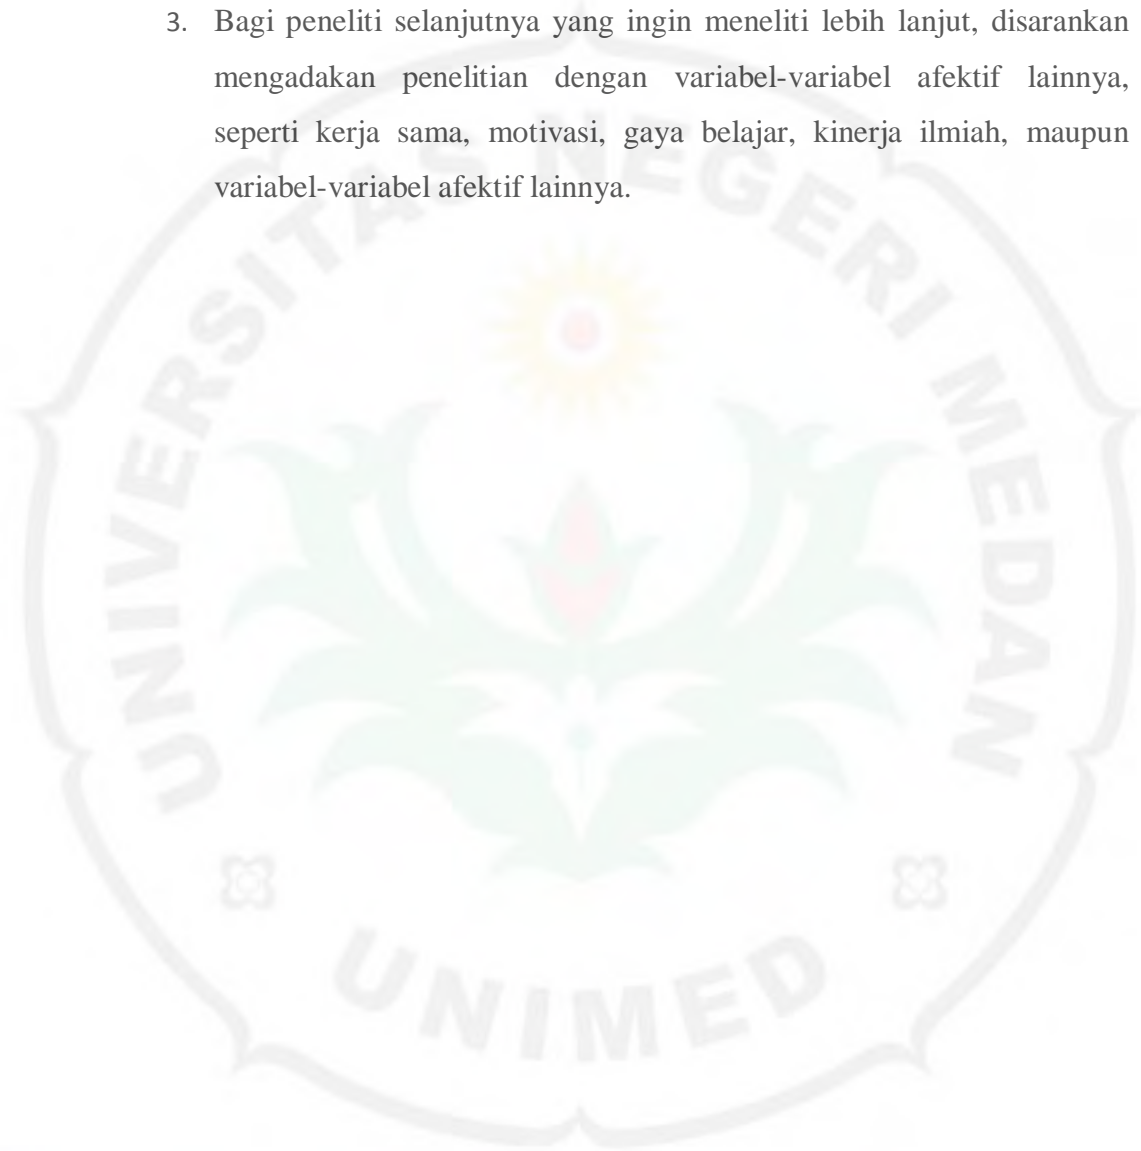 3. Bagi peneliti selanjutnya yang ingin meneliti lebih lanjut, disarankan
mengadakan penelitian dengan variabel-variabel afektif lainnya,
seperti kerja sama, motivasi, gaya belajar, kinerja ilmiah, maupun
variabel-variabel afektif lainnya.
UNIVERSITAS NEGERI MEDAN
UNIMED